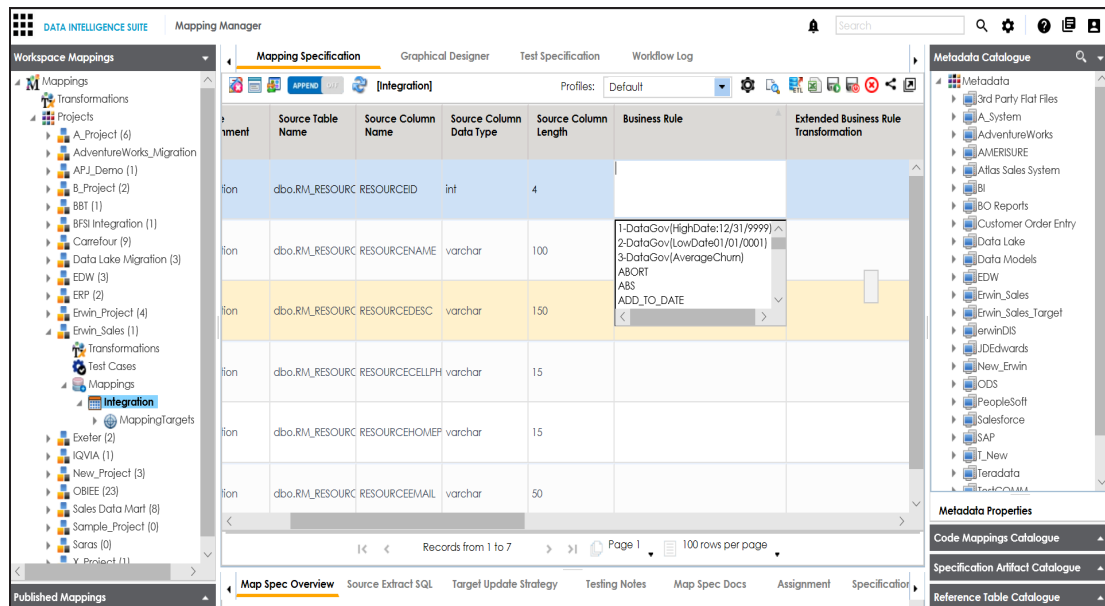 DATA INTELLIGENCE SUITE
Mapping Manager
Search
Workspace Mappings
Mappings
Transformations
Projects
A_Project (6)
AdventureWorks_Migration
APJ_Demo (1)
B_Project (2)
BBT (1)
BFSI Integration (1)
Carrefour (9)
Data Lake Migration (3)
EDW (3)
ERP (2)
Erwin_Project (4)
Erwin_Sales (1)
Transformations
Test Cases
Mappings
Integration
MappingTargets
Exeter (2)
IQVIA (1)
New_Project (3)
OBIEE (23)
Sales Data Mart (8)
Sample_Project (0)
Saras (0)
X_Project (1)
Published Mappings
Mapping Specification Graphical Designer Test Specification Workflow Log
APPEND [Integration] Profiles: Default
nment Source Table Name Source Column Name Source Column Data Type Source Column Length Business Rule Extended Business Rule Transformation
tion dbo.RM_RESOURC RESOURCEID int 4
tion dbo.RM_RESOURC RESOURCENAME varchar 100
tion dbo.RM_RESOURC RESOURCEDESC varchar 150
tion dbo.RM_RESOURC RESOURCECELLPH varchar 15
tion dbo.RM_RESOURC RESOURCEHOMEP varchar 15
tion dbo.RM_RESOURC RESOURCEEMAIL varchar 50
1-DataGov(HighDate:12/31/9999)
2-DataGov(LowDate01/01/0001)
3-DataGov(AverageChurn)
ABORT
ABS
ADD_TO_DATE
Records from 1 to 7 Page 1 100 rows per page
Map Spec Overview Source Extract SQL Target Update Strategy Testing Notes Map Spec Docs Assignment Specification
Metadata Catalogue
Metadata
3rd Party Flat Files
A_System
AdventureWorks
AMERISURE
Atlas Sales System
BI
BO Reports
Customer Order Entry
Data Lake
Data Models
EDW
Erwin_Sales
Erwin_Sales_Target
erwinDIS
JDEdwards
New_Erwin
ODS
PeopleSoft
Salesforce
SAP
T_New
Teradata
TestCOMM
Metadata Properties
Code Mappings Catalogue
Specification Artifact Catalogue
Reference Table Catalogue